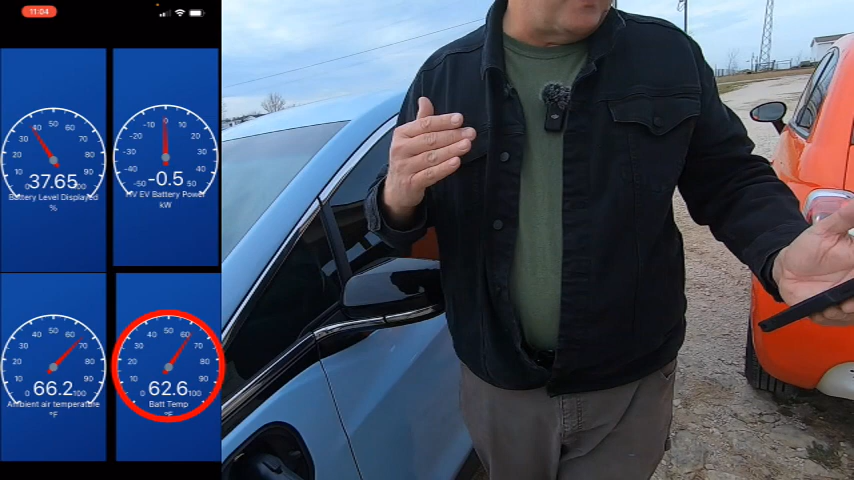 11:04
40 50 60
30 70
20 80
10 90
0 100
37.65
Battery Level Displayed
%
-10 0 10
-20 20
-30 30
-40 40
-50 50
-0.5
HV EV Battery Power
kW
40 50 60
30 70
20 80
10 90
0 100
66.2
Ambient air temperature
°F
40 50 60
30 70
20 80
10 90
0 100
62.6
Batt Temp
°F